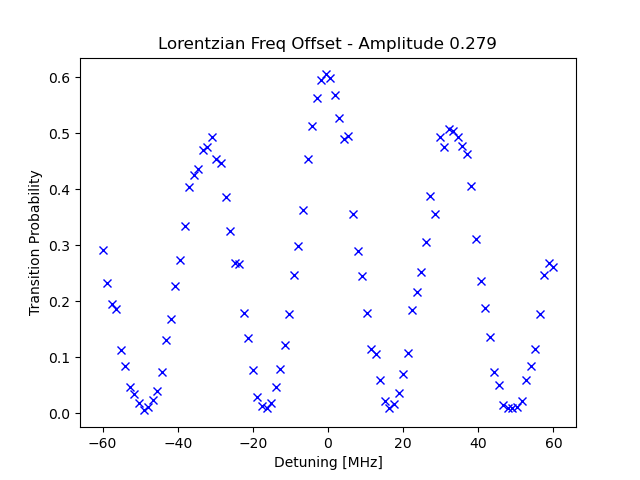 Lorentzian Freq Offset - Amplitude 0.279
Transition Probability
0.6
0.5
0.4
0.3
0.2
0.1
0.0
−60 −40 −20 0 20 40 60
Detuning [MHz]